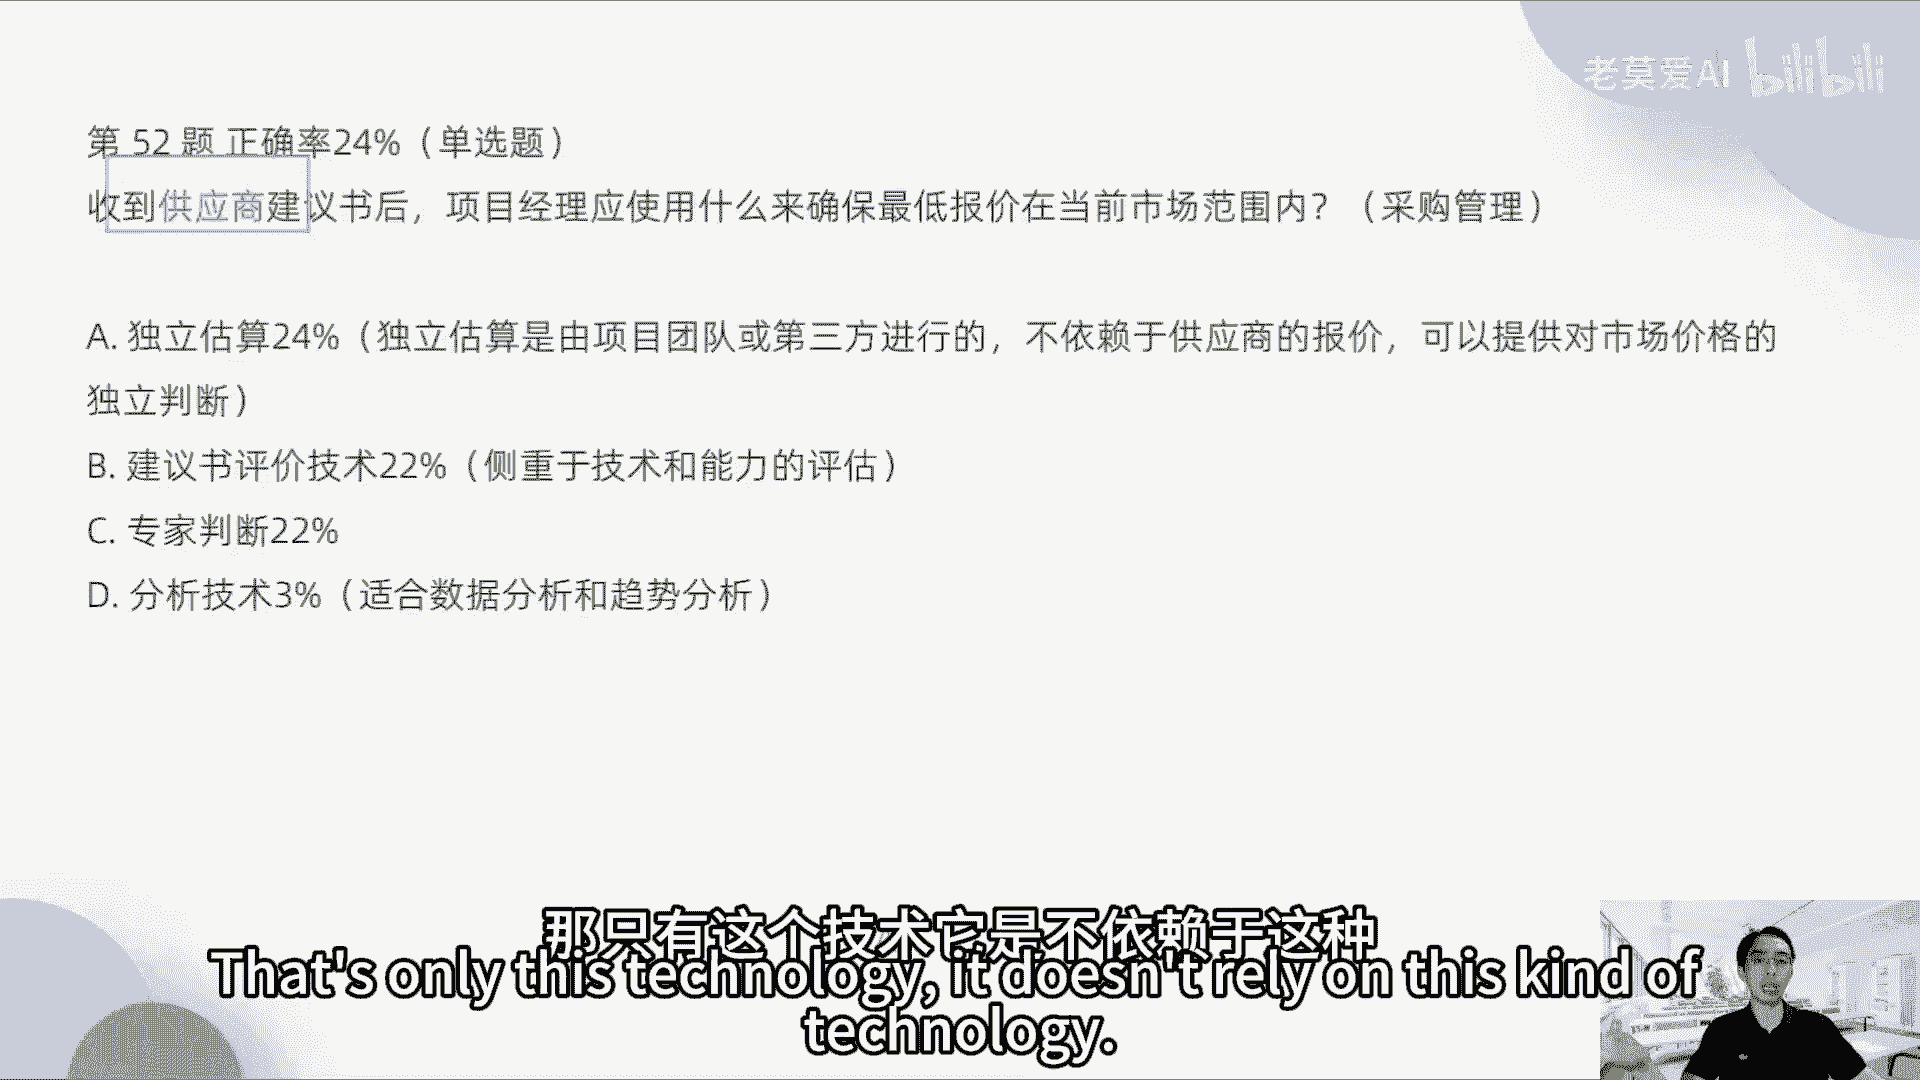 老莫爱AI bilibili
第 52 题 正确率24%（单选题）
收到供应商建议书后，项目经理应使用什么来确保最低报价在当前市场范围内？（采购管理）
A. 独立估算24%（独立估算是由项目团队或第三方进行的，不依赖于供应商的报价，可以提供对市场价格的
独立判断）
B. 建议书评价技术22%（侧重于技术和能力的评估）
C. 专家判断22%
D. 分析技术3%（适合数据分析和趋势分析）
那只有这个技术它是不依赖于这种
That's only this technology, it doesn't rely on this kind of
technology.